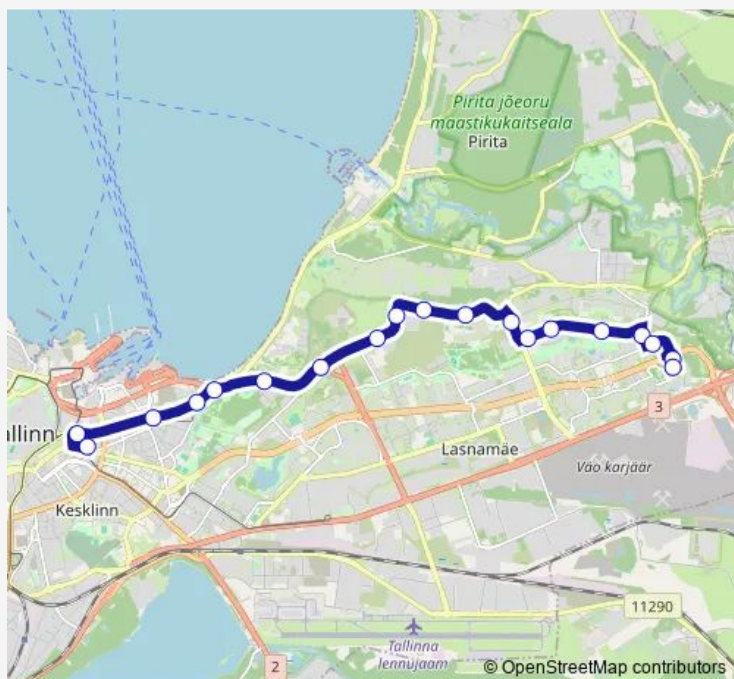 Pirita jõeoru
maastikukaitseala
Pirita
allinn
Lasnamäe
3
Väo karjäär
Kesklinn
11290
Tallinna
lennujaam
2
© OpenStreetMap contributors